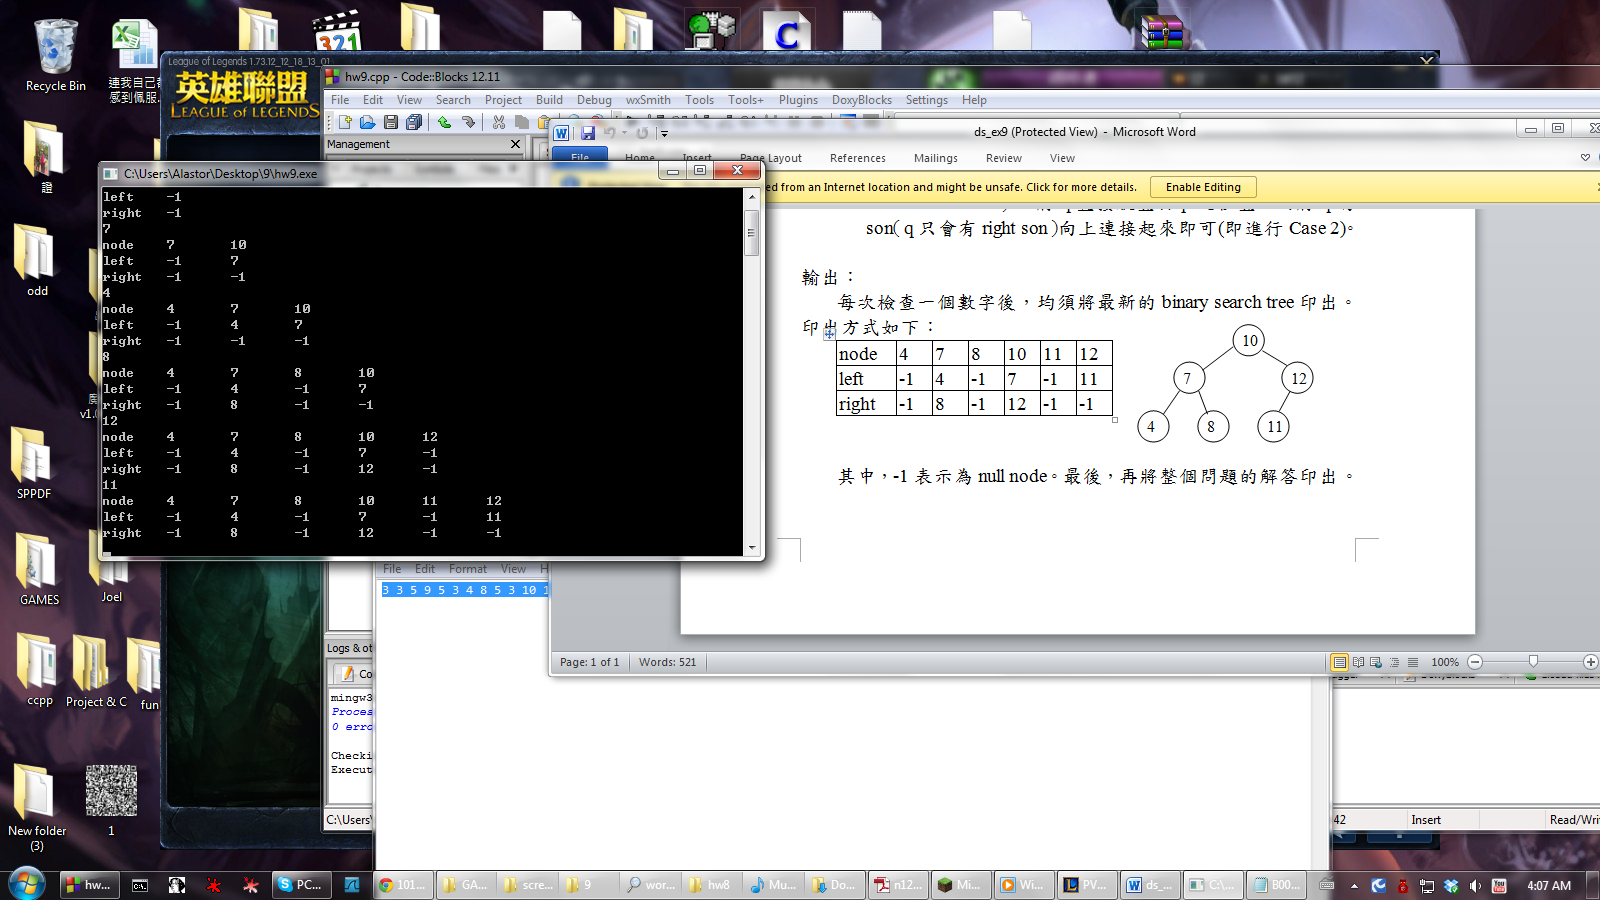 Recycle Bin
連我自己都
感到佩服...
證
odd
SPPDF
GAMES
Joel
ccpp
Project & C
fun
New folder
(3)
1
League of Legends 1.73.12_12_18_13_01
英雄聯盟
LEAGUE of LEGENDS
hw9.cpp - Code::Blocks 12.11
File Edit View Search Project Build Debug wxSmith Tools Tools+ Plugins DoxyBlocks Settings Help
Management
C:\Users\Alastor\Desktop\9\hw9.exe
left -1
right -1
7
node 7 10
left -1 7
right -1 -1
4
node 4 7 10
left -1 4 7
right -1 -1 -1
8
node 4 7 8 10
left -1 4 -1 7
right -1 8 -1 -1
12
node 4 7 8 10 12
left -1 4 -1 7 -1
right -1 8 -1 12 -1
11
node 4 7 8 10 11 12
left -1 4 -1 7 -1 11
right -1 8 -1 12 -1 -1
ds_ex9 (Protected View) - Microsoft Word
File Home Insert Page Layout References Mailings Review View
ed from an Internet location and might be unsafe. Click for more details. Enable Editing
son( q 只會有 right son )向上連接起來即可(即進行 Case 2)。
輸出：
每次檢查一個數字後，均須將最新的 binary search tree 印出。
印出方式如下：
node 4 7 8 10 11 12
left -1 4 -1 7 -1 11
right -1 8 -1 12 -1 -1
10
7 12
4 8 11
其中，-1 表示為 null node。最後，再將整個問題的解答印出。
Page: 1 of 1 Words: 521 100%
File Edit Format View H
3 3 5 9 5 3 4 8 5 3 10 1
Logs & ot
Co
mingw3
Proces
0 erro
Checki
Execut
C:\Users\
42 Insert Read/Wri
hw... PC... 101... GA... scre... 9 wor... hw8 Mu... Do... n12... Mi... Wi... PV... ds_... C:\... B00...
4:07 AM